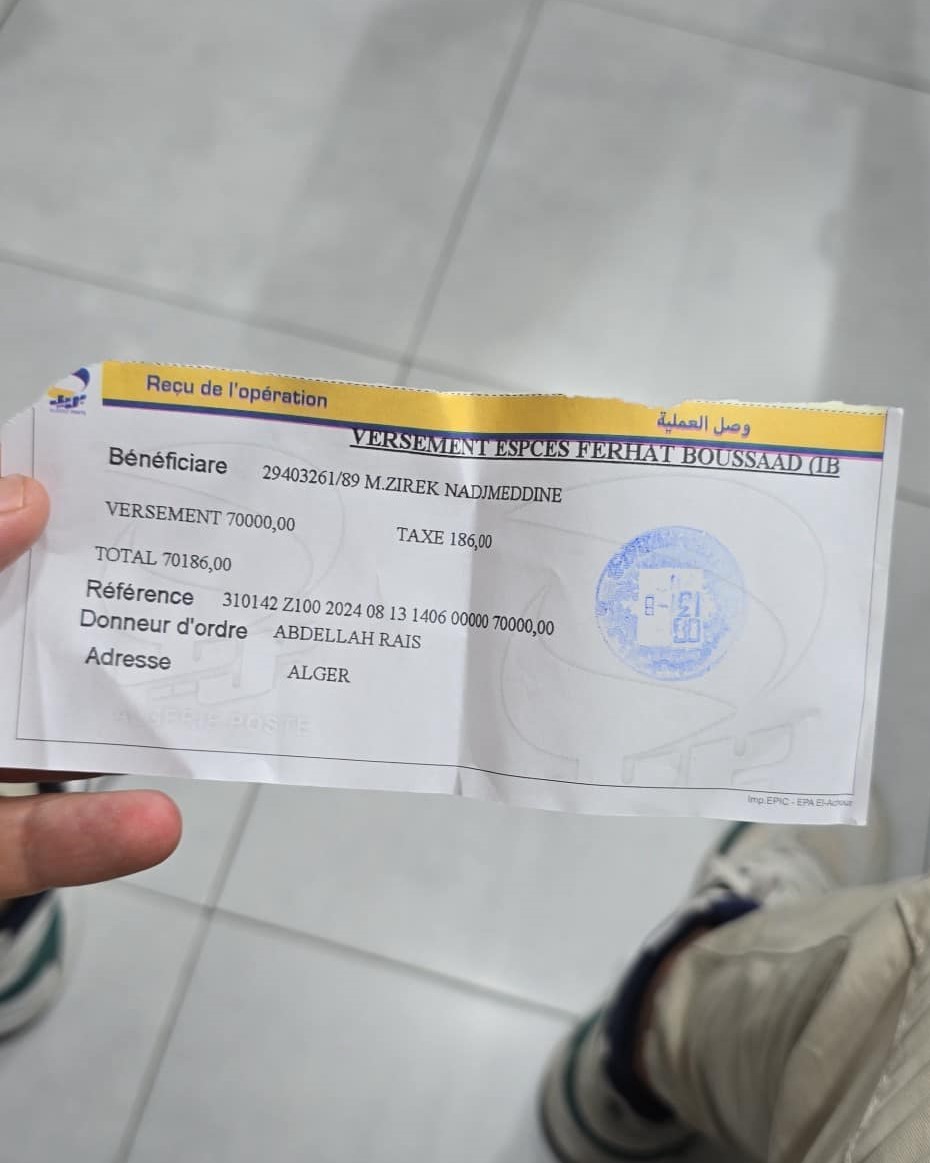 Reçu de l'opération
وصل العملية
VERSEMENT ESPCES FERHAT BOUSSAAD (IB
Bénéficiare 29403261/89 M.ZIREK NADJMEDDINE
VERSEMENT 70000,00 TAXE 186,00
TOTAL 70186,00
Référence 310142 Z100 2024 08 13 1406 00000 70000,00
Donneur d'ordre ABDELLAH RAIS
Adresse ALGER
ALGERIE POSTE
Imp.EPIC - EPA